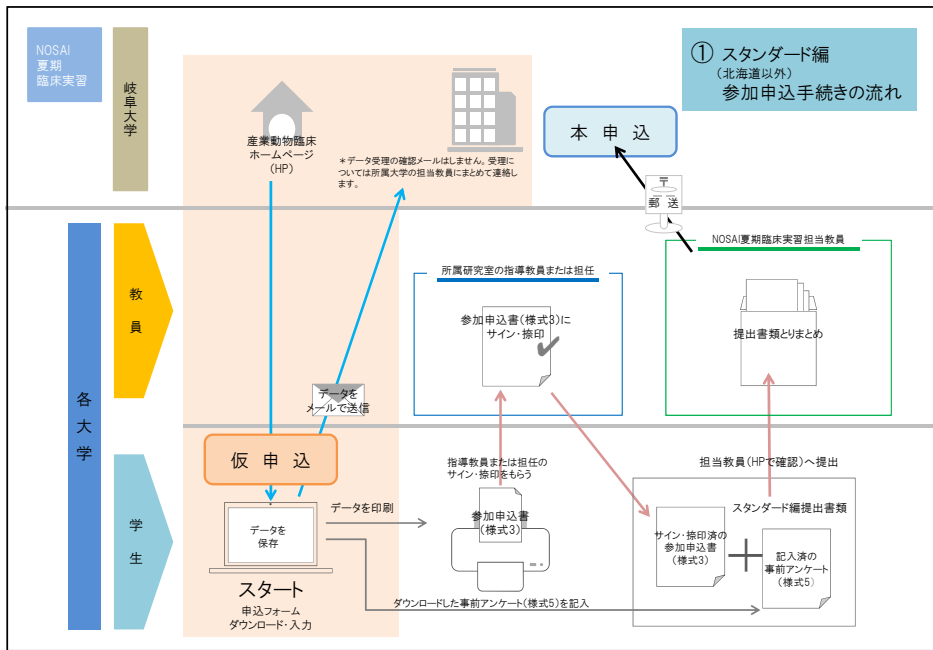 NOSAI
夏期
臨床実習
岐阜大学
① スタンダード編
(北海道以外)
参加申込手続きの流れ
産業動物臨床
ホームページ
(HP)
＊データ受理の確認メールはしません。受理に
ついては所属大学の担当教員にまとめて連絡し
ます。
本 申 込
〒
郵 送
各大学
教員
所属研究室の指導教員または担任
参加申込書(様式3)に
サイン・捺印
NOSAI夏期臨床実習担当教員
提出書類とりまとめ
データを
メールで送信
学生
仮 申 込
データを
保存
スタート
申込フォーム
ダウンロード・入力
データを印刷
指導教員または担任の
サイン・捺印をもらう
参加申込書
(様式3)
ダウンロードした事前アンケート(様式5)を記入
担当教員(HPで確認)へ提出
スタンダード編提出書類
サイン・捺印済の
参加申込書
(様式3)
＋
記入済の
事前アンケート
(様式5)